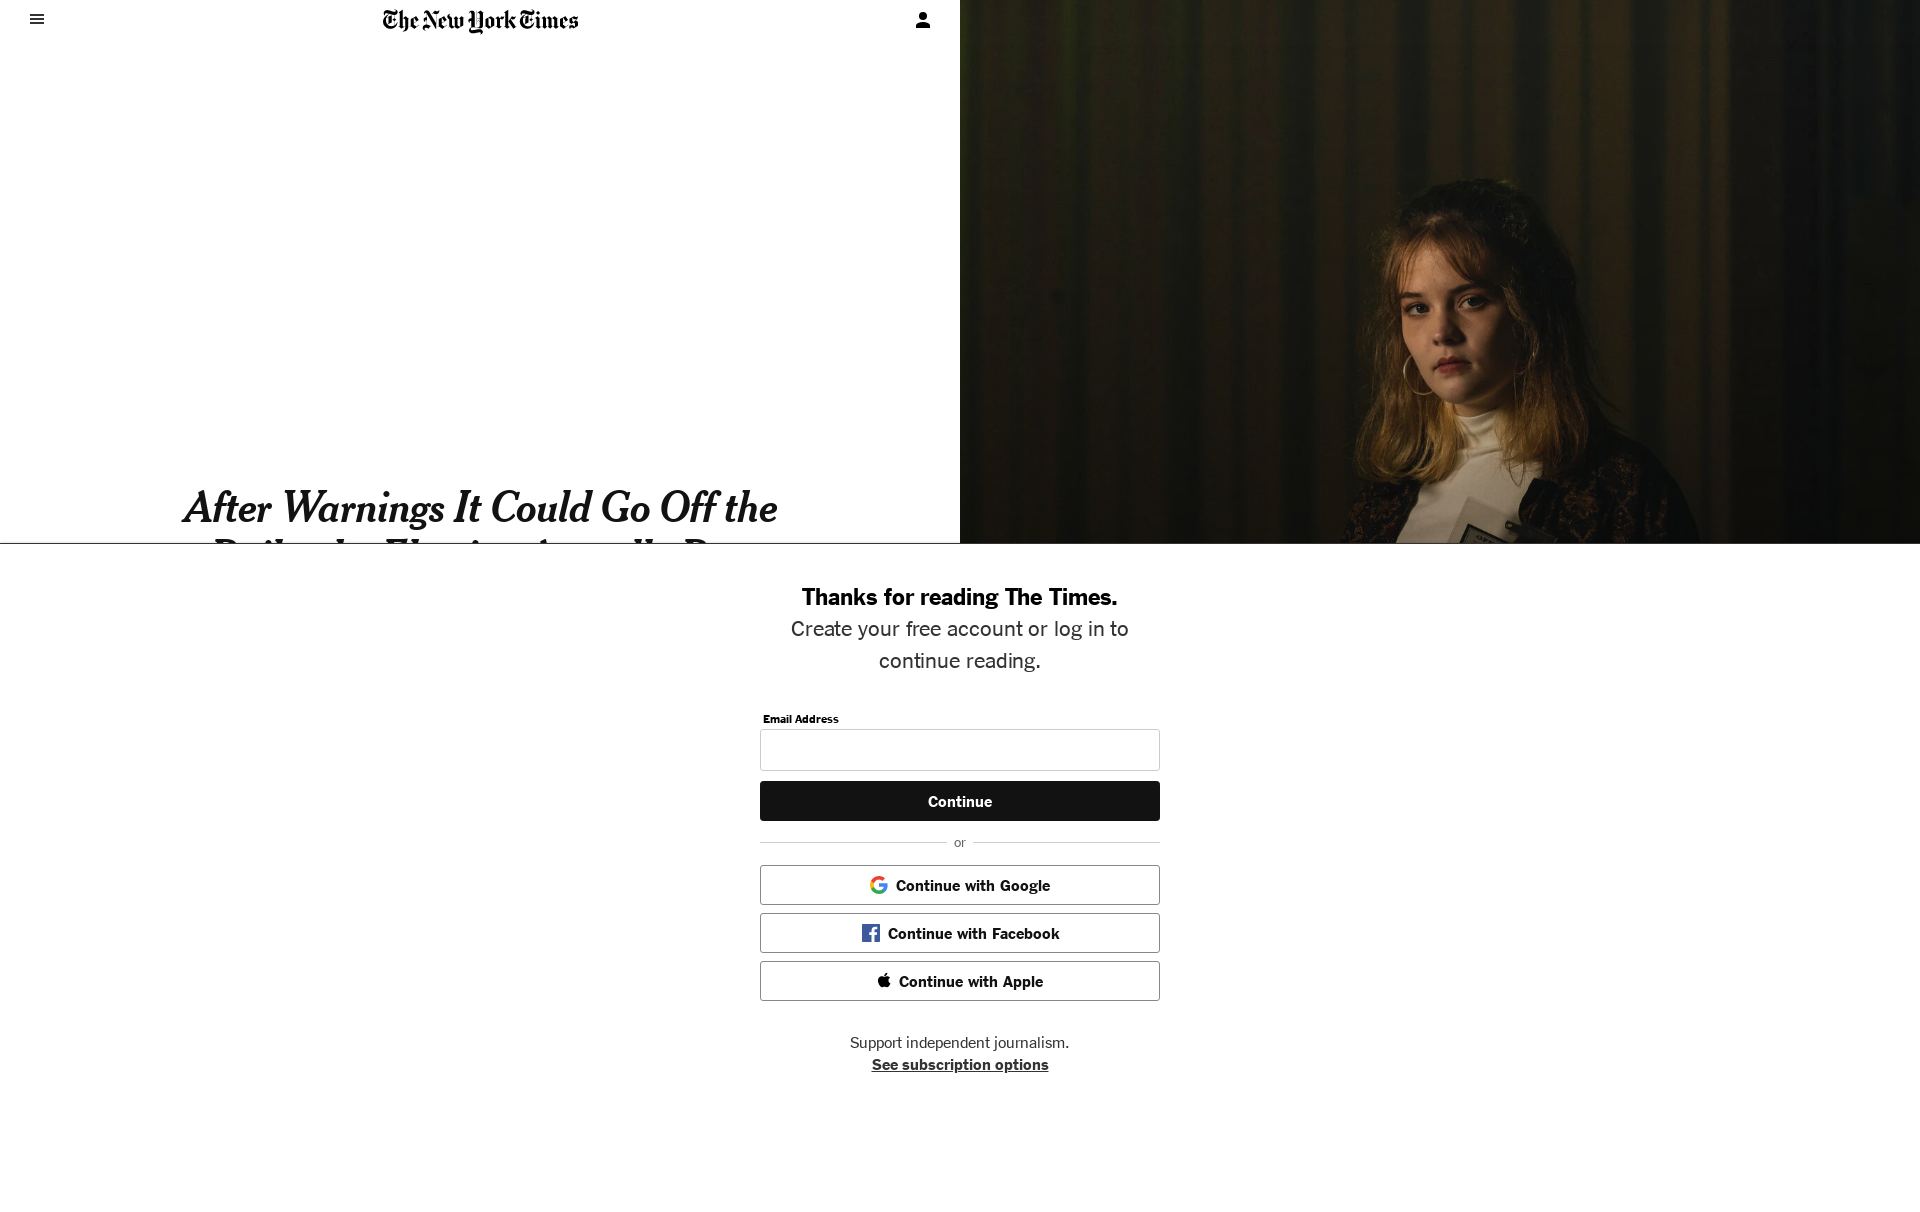 The New York Times
After Warnings It Could Go Off the
Thanks for reading The Times.
Create your free account or log in to
continue reading.
Email Address
Continue
or
Continue with Google
Continue with Facebook
Continue with Apple
Support independent journalism.
See subscription options